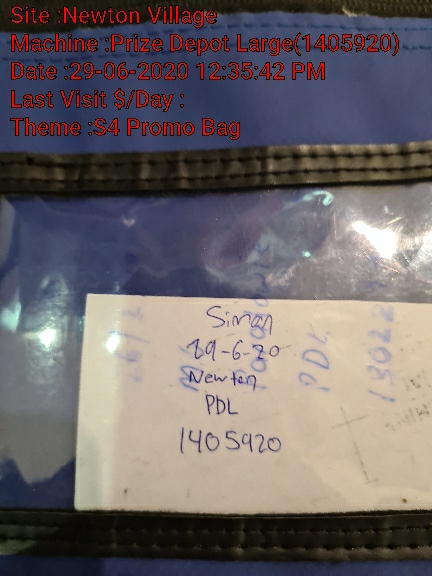 Site :Newton Village
Machine :Prize Depot Large(1405920)
Date :29-06-2020 12:35:42 PM
Last Visit $/Day :
Theme :S4 Promo Bag
Simon
29-6-20
Newton
PDL
1405920
PDL